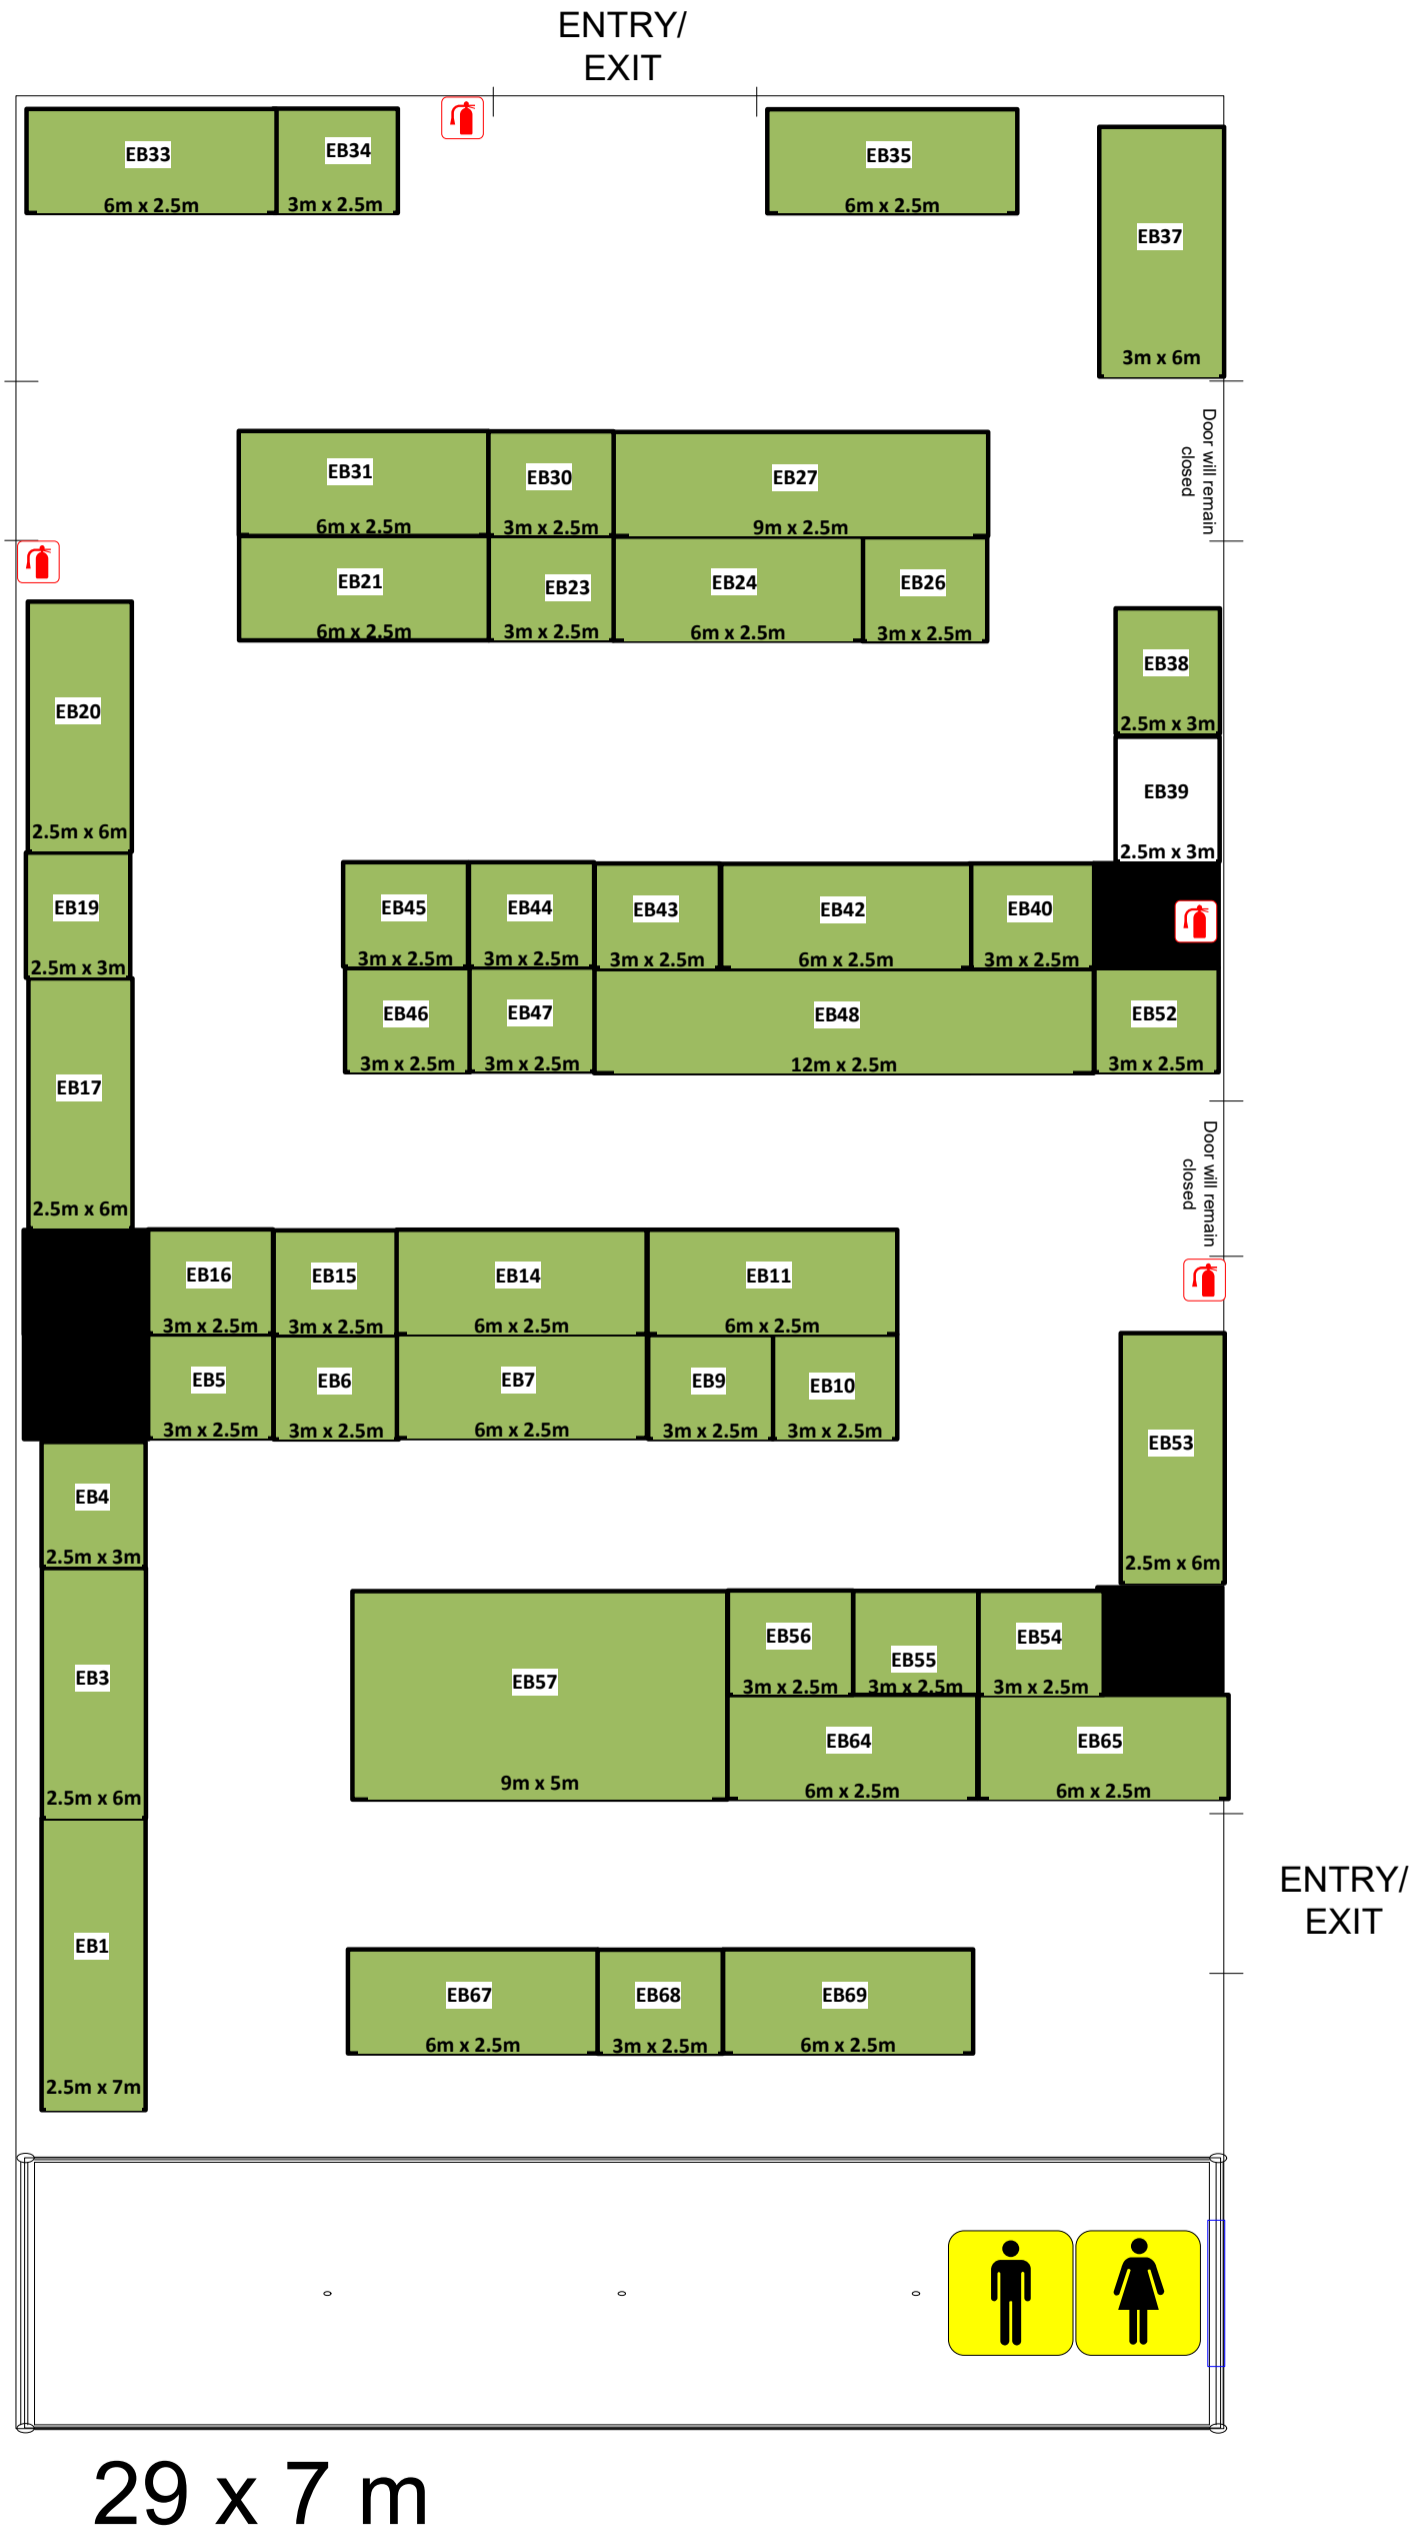 ENTRY/
EXIT
EB33
6m x 2.5m
EB34
3m x 2.5m
EB35
6m x 2.5m
EB37
3m x 6m
Door will remain
closed
EB31
6m x 2.5m
EB30
3m x 2.5m
EB27
9m x 2.5m
EB21
6m x 2.5m
EB23
3m x 2.5m
EB24
6m x 2.5m
EB26
3m x 2.5m
EB38
2.5m x 3m
EB39
2.5m x 3m
EB20
2.5m x 6m
EB19
2.5m x 3m
EB17
2.5m x 6m
EB45
3m x 2.5m
EB44
3m x 2.5m
EB43
3m x 2.5m
EB42
6m x 2.5m
EB40
3m x 2.5m
EB46
3m x 2.5m
EB47
3m x 2.5m
EB48
12m x 2.5m
EB52
3m x 2.5m
Door will remain
closed
EB16
3m x 2.5m
EB15
3m x 2.5m
EB14
6m x 2.5m
EB11
6m x 2.5m
EB5
3m x 2.5m
EB6
3m x 2.5m
EB7
6m x 2.5m
EB9
3m x 2.5m
EB10
3m x 2.5m
EB53
2.5m x 6m
EB4
2.5m x 3m
EB3
2.5m x 6m
EB1
2.5m x 7m
EB57
9m x 5m
EB56
3m x 2.5m
EB55
3m x 2.5m
EB54
3m x 2.5m
EB64
6m x 2.5m
EB65
6m x 2.5m
ENTRY/
EXIT
EB67
6m x 2.5m
EB68
3m x 2.5m
EB69
6m x 2.5m
29 x 7 m